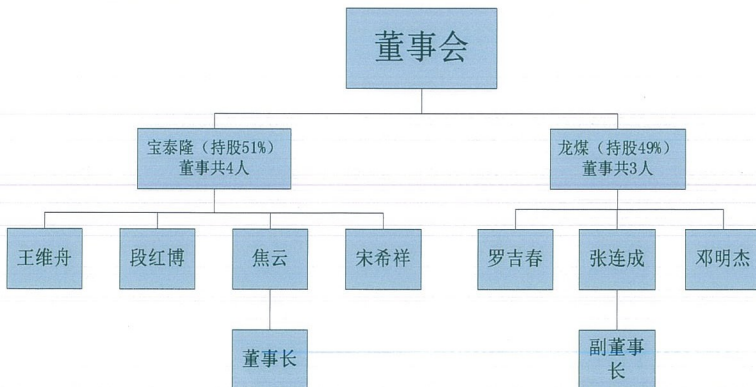 董事会
宝泰隆（持股51%）
董事共4人
龙煤（持股49%）
董事共3人
王维舟
段红博
焦云
宋希祥
罗吉春
张连成
邓明杰
董事长
副董事
长